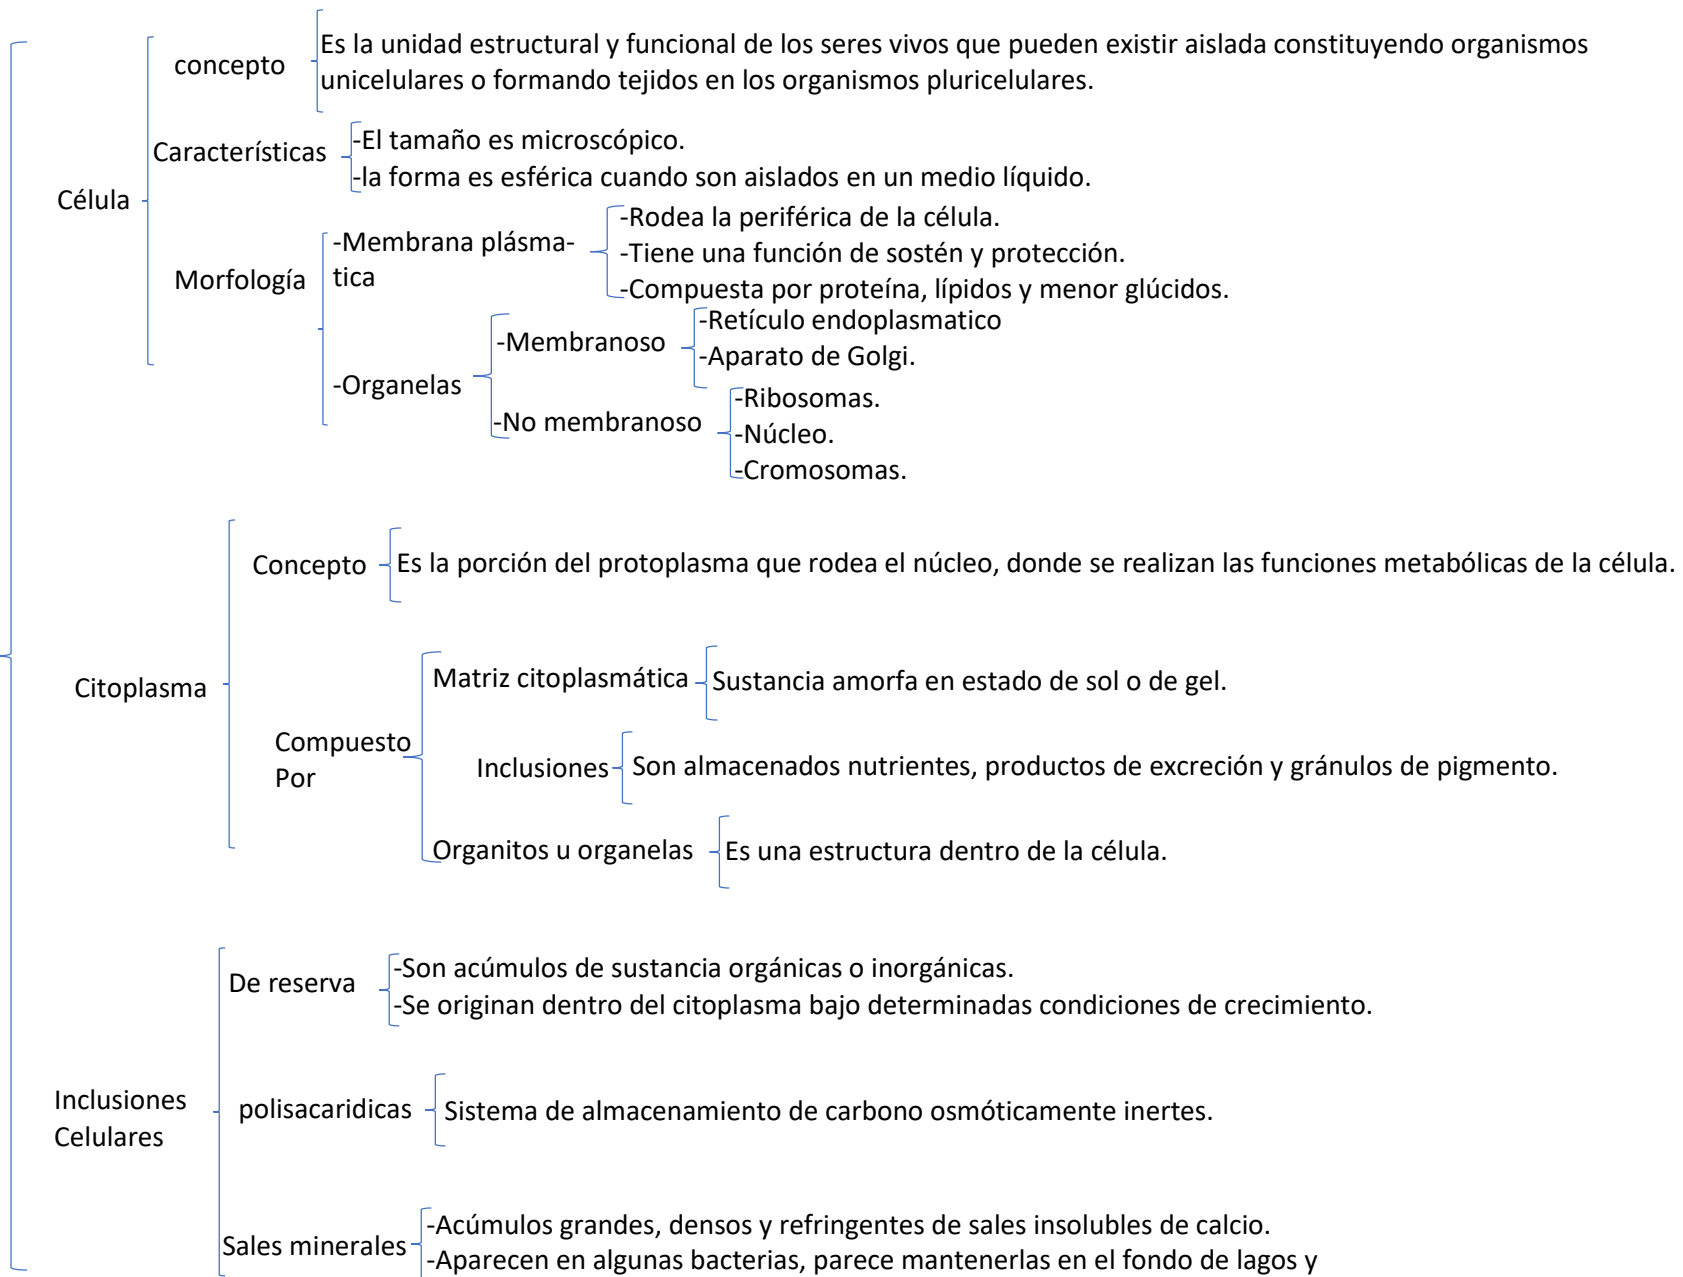 concepto
Es la unidad estructural y funcional de los seres vivos que pueden existir aislada constituyendo organismos
unicelulares o formando tejidos en los organismos pluricelulares.
Características
-El tamaño es microscópico.
-la forma es esférica cuando son aislados en un medio líquido.
Célula
Morfología
-Membrana plásma-
tica
-Rodea la periférica de la célula.
-Tiene una función de sostén y protección.
-Compuesta por proteína, lípidos y menor glúcidos.
-Organelas
-Membranoso
-Retículo endoplasmatico
-Aparato de Golgi.
-No membranoso
-Ribosomas.
-Núcleo.
-Cromosomas.
Citoplasma
Concepto
Es la porción del protoplasma que rodea el núcleo, donde se realizan las funciones metabólicas de la célula.
Compuesto
Por
Matriz citoplasmática
Sustancia amorfa en estado de sol o de gel.
Inclusiones
Son almacenados nutrientes, productos de excreción y gránulos de pigmento.
Organitos u organelas
Es una estructura dentro de la célula.
Inclusiones
Celulares
De reserva
-Son acúmulos de sustancia orgánicas o inorgánicas.
-Se originan dentro del citoplasma bajo determinadas condiciones de crecimiento.
polisacaridicas
Sistema de almacenamiento de carbono osmóticamente inertes.
Sales minerales
-Acúmulos grandes, densos y refringentes de sales insolubles de calcio.
-Aparecen en algunas bacterias, parece mantenerlas en el fondo de lagos y